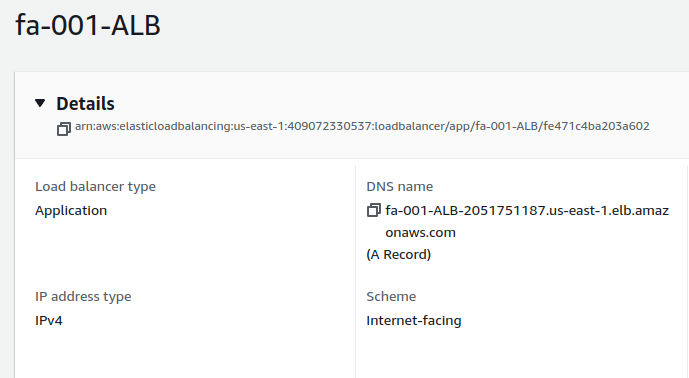 fa-001-ALB
Details
arn:aws:elasticloadbalancing:us-east-1:409072330537:loadbalancer/app/fa-001-ALB/fe471c4ba203a602
Load balancer type
Application
DNS name
fa-001-ALB-2051751187.us-east-1.elb.amaz
onaws.com
(A Record)
IP address type
IPv4
Scheme
Internet-facing